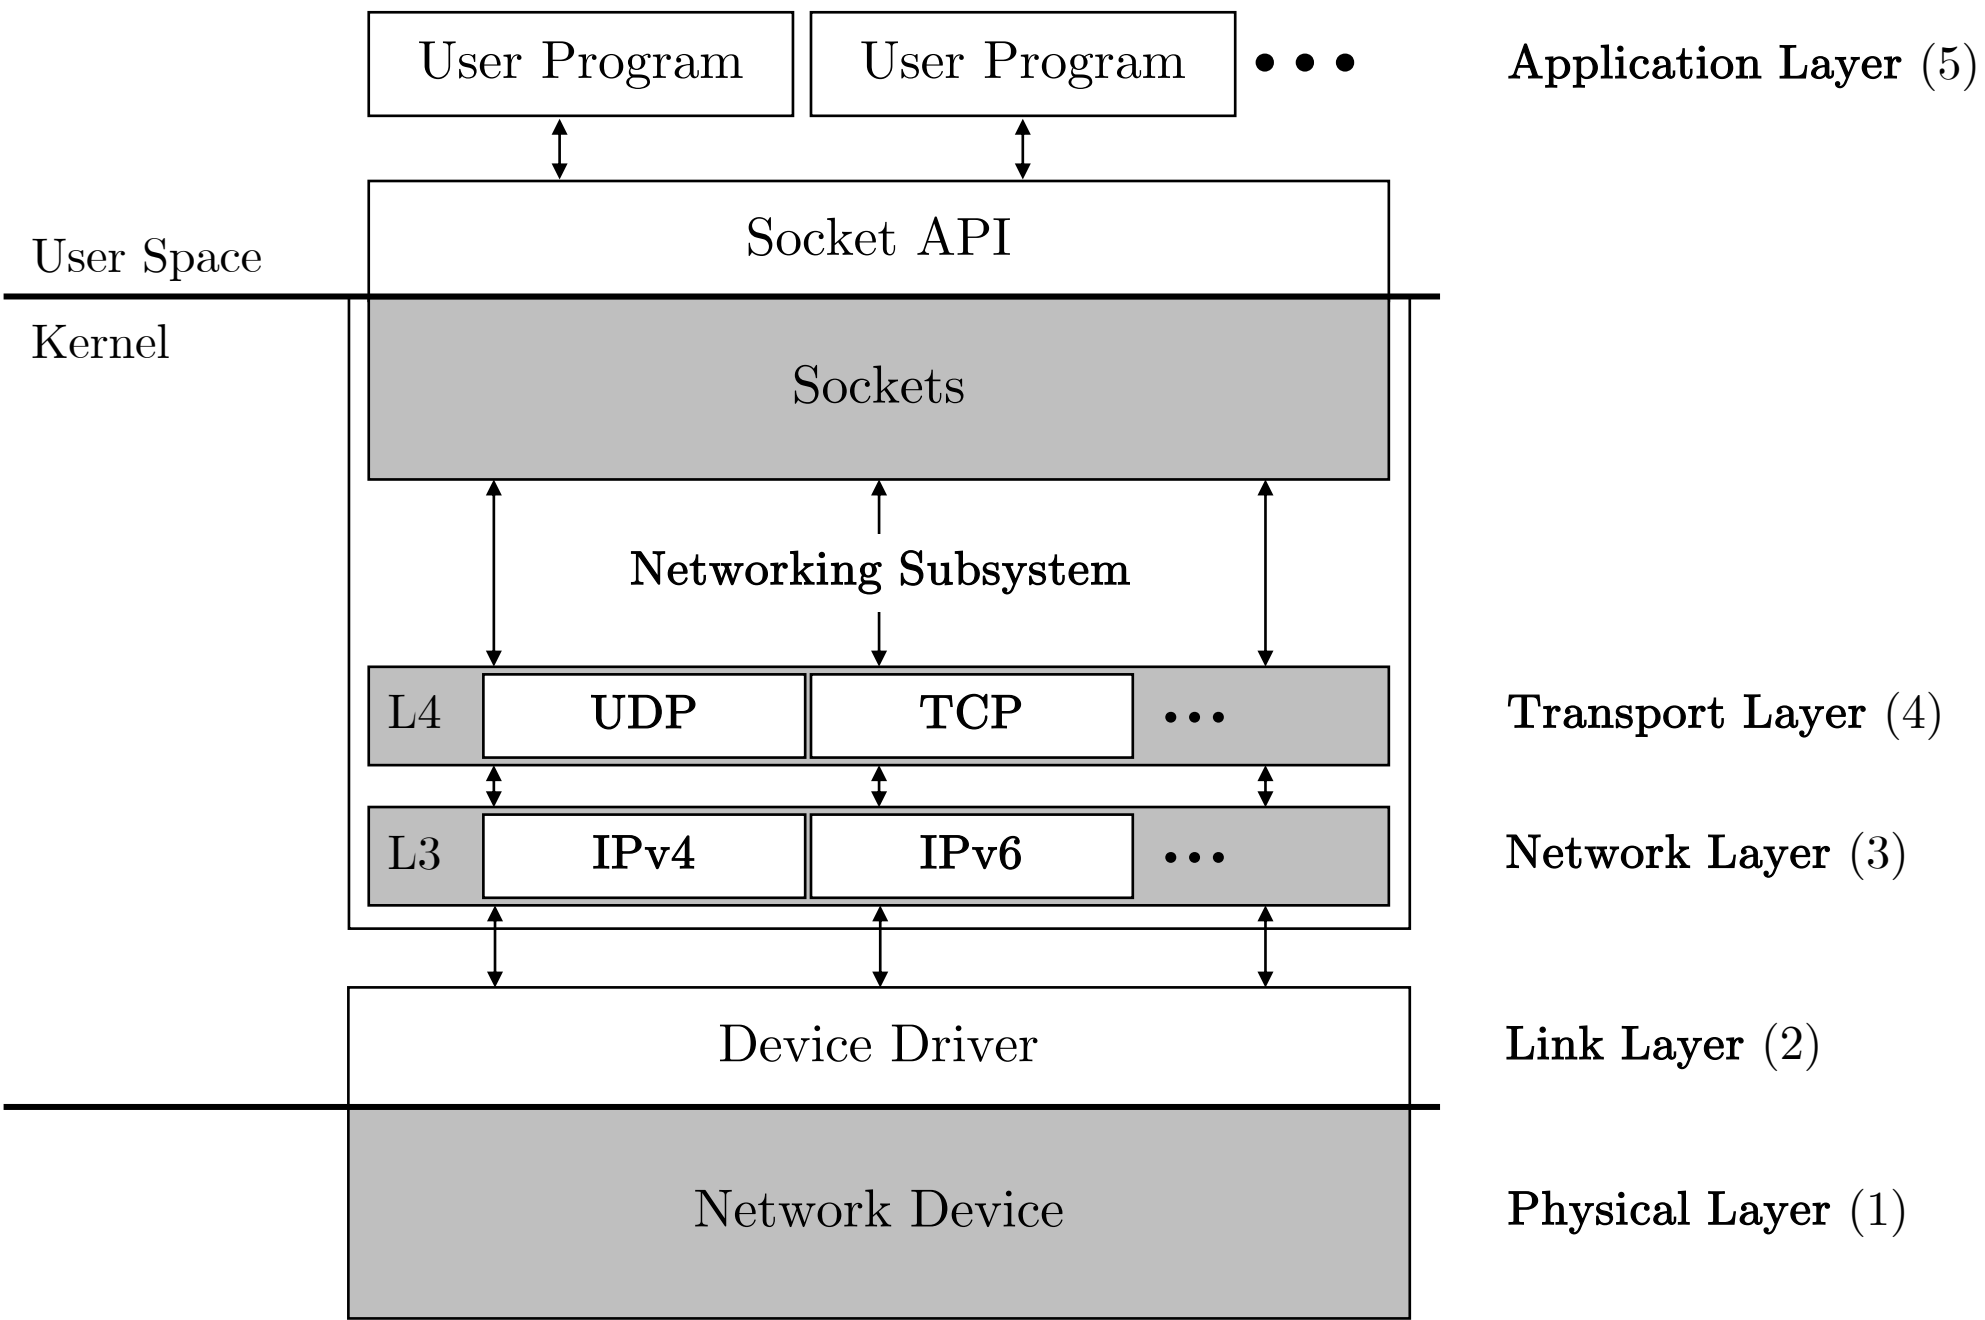 User Program User Program ••• Application Layer (5)
Socket API
User Space
Kernel
Sockets
Networking Subsystem
L4 UDP TCP ••• Transport Layer (4)
L3 IPv4 IPv6 ••• Network Layer (3)
Device Driver Link Layer (2)
Network Device Physical Layer (1)